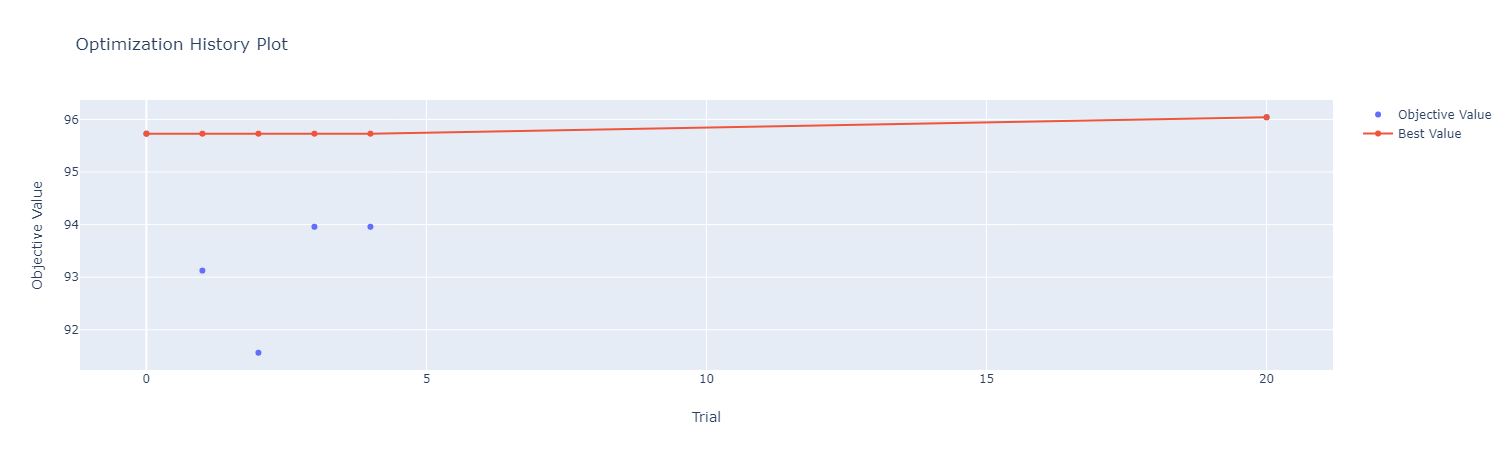 Optimization History Plot
Objective Value
96
95
94
93
92
0 5 10 15 20
Trial
Objective Value
Best Value